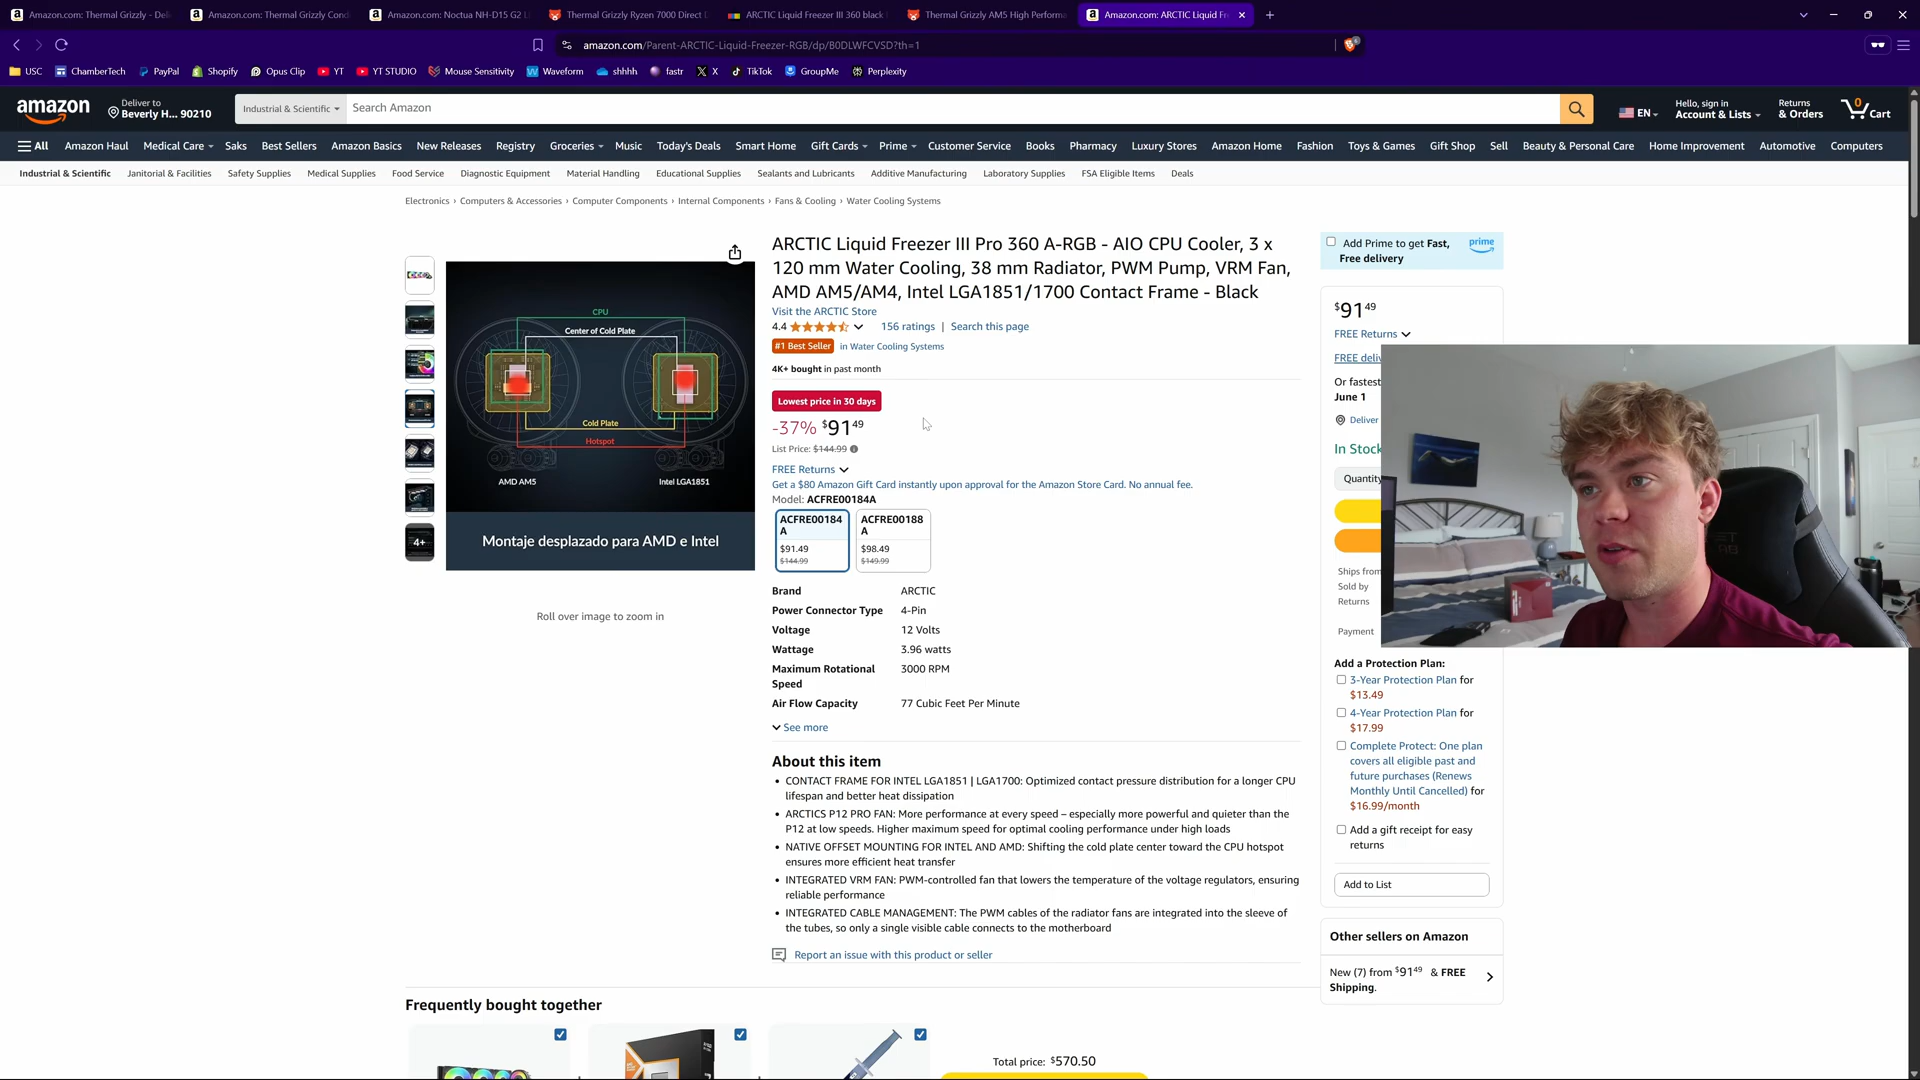 Amazon.com: Thermal Grizzly - Deli
Amazon.com: Thermal Grizzly Cond
Amazon.com: Noctua NH-D15 G2 L
Thermal Grizzly Ryzen 7000 Direct D
ARCTIC Liquid Freezer III 360 black
Thermal Grizzly AM5 High Performa
Amazon.com: ARCTIC Liquid Fr
amazon.com/Parent-ARCTIC-Liquid-Freezer-RGB/dp/B0DLWFCVSD?th=1
USC
ChamberTech
PayPal
Shopify
Opus Clip
YT
YT STUDIO
Mouse Sensitivity
Waveform
shhhh
fastr
X
TikTok
GroupMe
Perplexity
amazon
Deliver to
Beverly H... 90210
Industrial & Scientific
Search Amazon
EN
Hello, sign in
Account & Lists
Returns
& Orders
0
Cart
All
Amazon Haul
Medical Care
Saks
Best Sellers
Amazon Basics
New Releases
Registry
Groceries
Music
Today's Deals
Smart Home
Gift Cards
Prime
Customer Service
Books
Pharmacy
Luxury Stores
Amazon Home
Fashion
Toys & Games
Gift Shop
Sell
Beauty & Personal Care
Home Improvement
Automotive
Computers
Industrial & Scientific
Janitorial & Facilities
Safety Supplies
Medical Supplies
Food Service
Diagnostic Equipment
Material Handling
Educational Supplies
Sealants and Lubricants
Additive Manufacturing
Laboratory Supplies
FSA Eligible Items
Deals
Electronics › Computers & Accessories › Computer Components › Internal Components › Fans & Cooling › Water Cooling Systems
4+
CPU
Center of Cold Plate
Cold Plate
Hotspot
AMD AM5
Intel LGA1851
Montaje desplazado para AMD e Intel
Roll over image to zoom in
ARCTIC Liquid Freezer III Pro 360 A-RGB - AIO CPU Cooler, 3 x
120 mm Water Cooling, 38 mm Radiator, PWM Pump, VRM Fan,
AMD AM5/AM4, Intel LGA1851/1700 Contact Frame - Black
Visit the ARCTIC Store
4.4
156 ratings | Search this page
#1 Best Seller in Water Cooling Systems
4K+ bought in past month
Lowest price in 30 days
-37% $91 49
List Price: $144.99
FREE Returns
Get a $80 Amazon Gift Card instantly upon approval for the Amazon Store Card. No annual fee.
Model: ACFRE00184A
ACFRE00184
A
$91.49
$144.99
ACFRE00188
A
$98.49
$149.99
Brand ARCTIC
Power Connector Type 4-Pin
Voltage 12 Volts
Wattage 3.96 watts
Maximum Rotational 3000 RPM
Speed
Air Flow Capacity 77 Cubic Feet Per Minute
See more
About this item
• CONTACT FRAME FOR INTEL LGA1851 | LGA1700: Optimized contact pressure distribution for a longer CPU
lifespan and better heat dissipation
• ARCTICS P12 PRO FAN: More performance at every speed – especially more powerful and quieter than the
P12 at low speeds. Higher maximum speed for optimal cooling performance under high loads
• NATIVE OFFSET MOUNTING FOR INTEL AND AMD: Shifting the cold plate center toward the CPU hotspot
ensures more efficient heat transfer
• INTEGRATED VRM FAN: PWM-controlled fan that lowers the temperature of the voltage regulators, ensuring
reliable performance
• INTEGRATED CABLE MANAGEMENT: The PWM cables of the radiator fans are integrated into the sleeve of
the tubes, so only a single visible cable connects to the motherboard
Report an issue with this product or seller
Add Prime to get Fast,
Free delivery
prime
$91 49
FREE Returns
FREE deli
Or fastest
June 1
Deliver
In Stock
Quantity
Ships from
Sold by
Returns
Payment
Add a Protection Plan:
3-Year Protection Plan for
$13.49
4-Year Protection Plan for
$17.99
Complete Protect: One plan
covers all eligible past and
future purchases (Renews
Monthly Until Cancelled) for
$16.99/month
Add a gift receipt for easy
returns
Add to List
Other sellers on Amazon
New (7) from $91 49 & FREE
Shipping.
Frequently bought together
Total price: $570.50